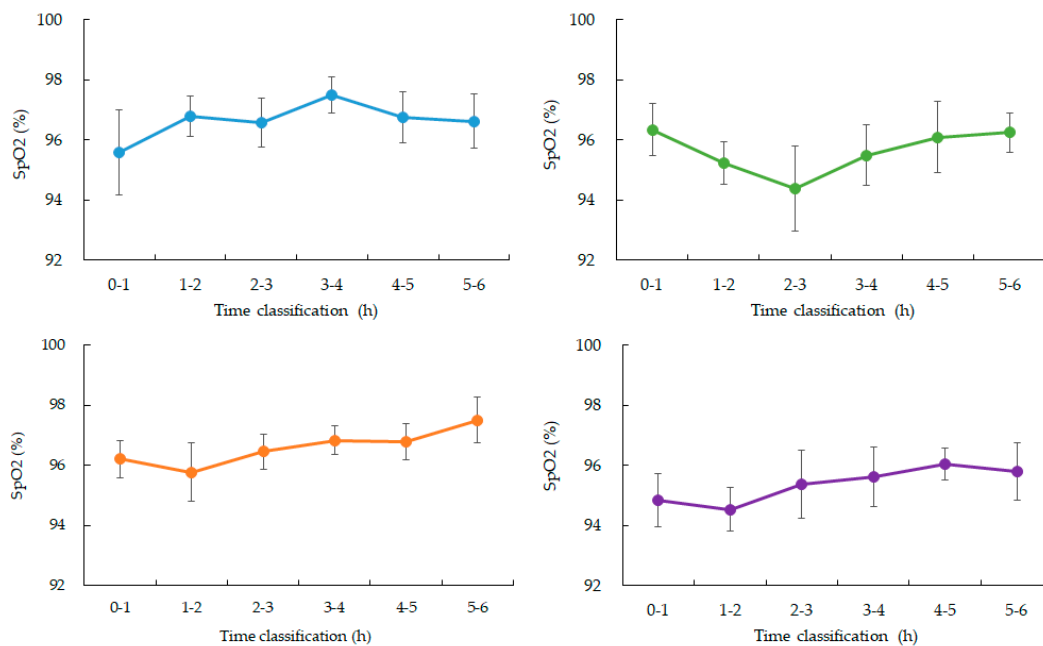 100
98
96
94
92
SpO2 (%)
0-1 1-2 2-3 3-4 4-5 5-6
Time classification (h)
100
98
96
94
92
SpO2 (%)
0-1 1-2 2-3 3-4 4-5 5-6
Time classification (h)
100
98
96
94
92
SpO2 (%)
0-1 1-2 2-3 3-4 4-5 5-6
Time classification (h)
100
98
96
94
92
SpO2 (%)
0-1 1-2 2-3 3-4 4-5 5-6
Time classification (h)